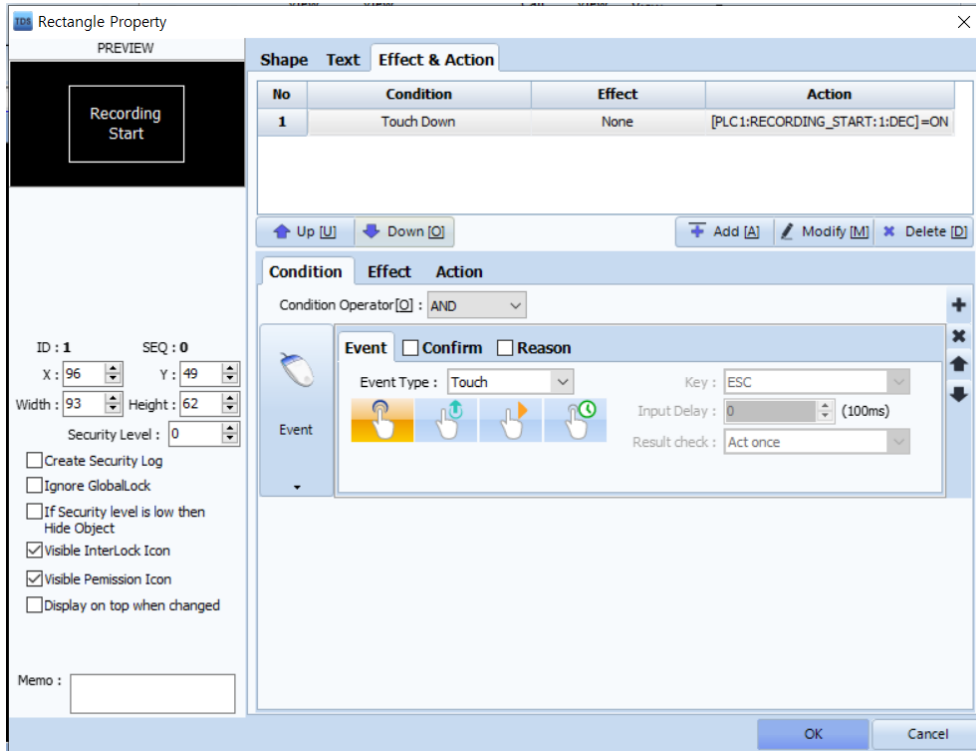 TDS Rectangle Property
PREVIEW
Recording
Start
Shape Text Effect & Action
No Condition Effect Action
1 Touch Down None [PLC1:RECORDING_START:1:DEC]=ON
Up [U] Down [O] Add [A] Modify [M] Delete [D]
Condition Effect Action
Condition Operator[O] : AND
Event Confirm Reason
Event Type : Touch
Key : ESC
Input Delay : 0 (100ms)
Result check : Act once
Event
ID : 1 SEQ : 0
X : 96 Y : 49
Width : 93 Height : 62
Security Level : 0
Create Security Log
Ignore GlobalLock
If Security level is low then
Hide Object
Visible InterLock Icon
Visible Pemission Icon
Display on top when changed
Memo :
OK Cancel